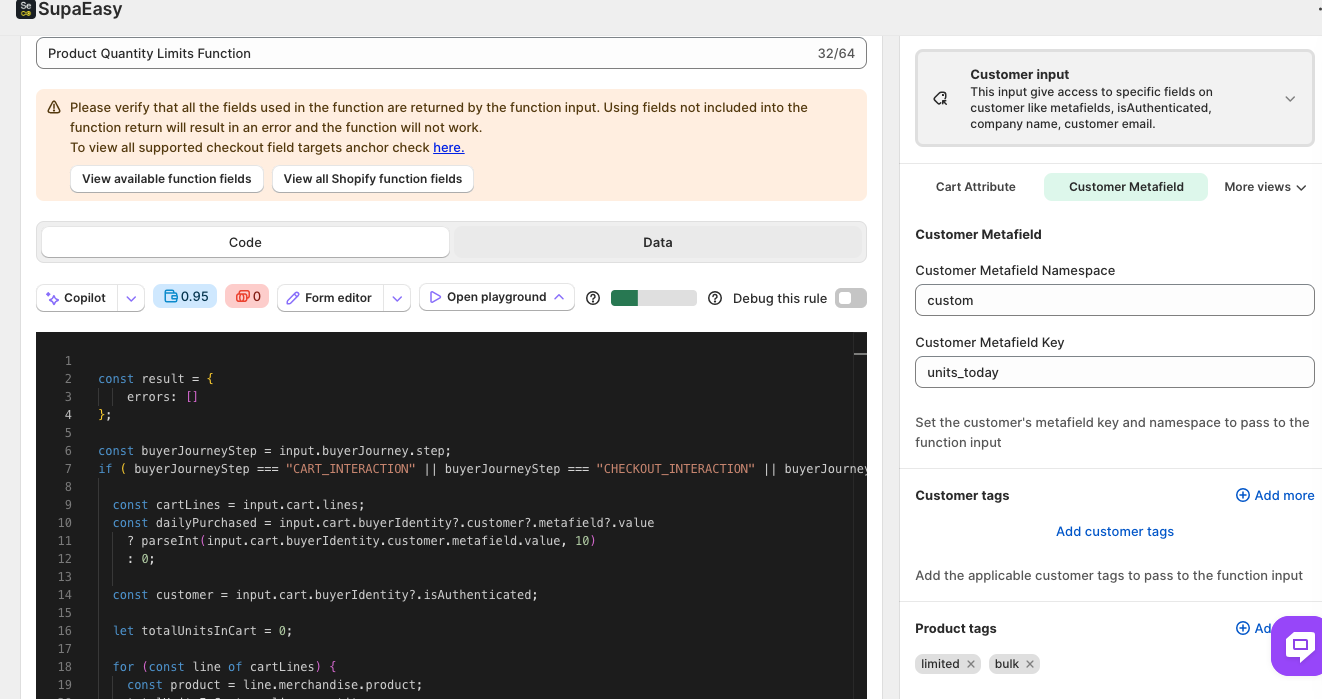 Se
co
SupaEasy
Product Quantity Limits Function
32/64
Please verify that all the fields used in the function are returned by the function input. Using fields not included into the
function return will result in an error and the function will not work.
To view all supported checkout field targets anchor check here.
View available function fields
View all Shopify function fields
Code
Data
Copilot
0.95
0
Form editor
Open playground
Debug this rule
1
2 const result = {
3 errors: []
4 };
5
6 const buyerJourneyStep = input.buyerJourney.step;
7 if ( buyerJourneyStep === "CART_INTERACTION" || buyerJourneyStep === "CHECKOUT_INTERACTION" || buyerJourney
8
9 const cartLines = input.cart.lines;
10 const dailyPurchased = input.cart.buyerIdentity?.customer?.metafield?.value
11 ? parseInt(input.cart.buyerIdentity.customer.metafield.value, 10)
12 : 0;
13
14 const customer = input.cart.buyerIdentity?.isAuthenticated;
15
16 let totalUnitsInCart = 0;
17
18 for (const line of cartLines) {
19 const product = line.merchandise.product;
Customer input
This input give access to specific fields on
customer like metafields, isAuthenticated,
company name, customer email.
Cart Attribute
Customer Metafield
More views
Customer Metafield
Customer Metafield Namespace
custom
Customer Metafield Key
units_today
Set the customer's metafield key and namespace to pass to the
function input
Customer tags
Add more
Add customer tags
Add the applicable customer tags to pass to the function input
Product tags
Ad
limited
bulk